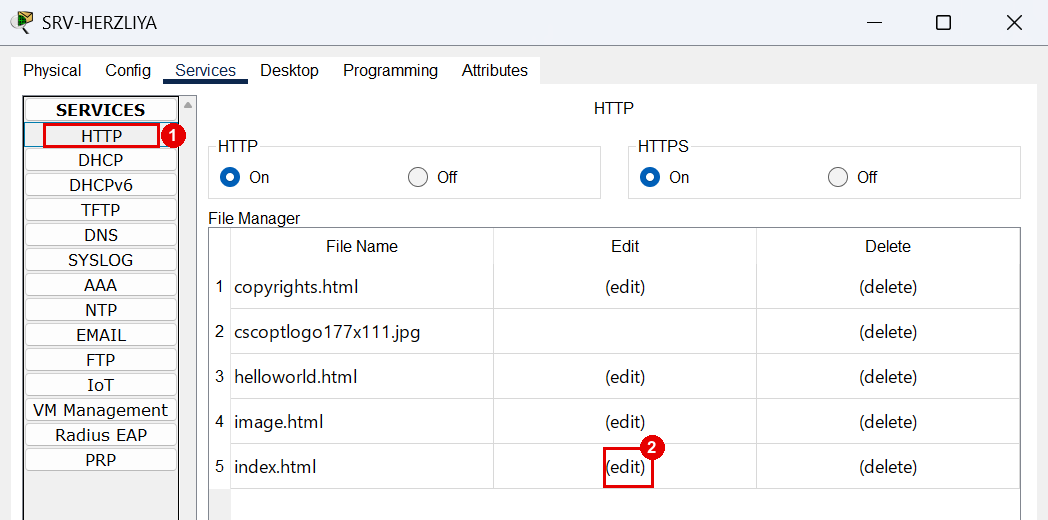 SRV-HERZLIYA
Physical Config Services Desktop Programming Attributes
SERVICES
HTTP 1
DHCP
DHCPv6
TFTP
DNS
SYSLOG
AAA
NTP
EMAIL
FTP
IoT
VM Management
Radius EAP
PRP
HTTP
HTTP
On Off
HTTPS
On Off
File Manager
File Name Edit Delete
1 copyrights.html (edit) (delete)
2 cscoptlogo177x111.jpg (delete)
3 helloworld.html (edit) (delete)
4 image.html (edit) (delete)
2
5 index.html (edit) (delete)